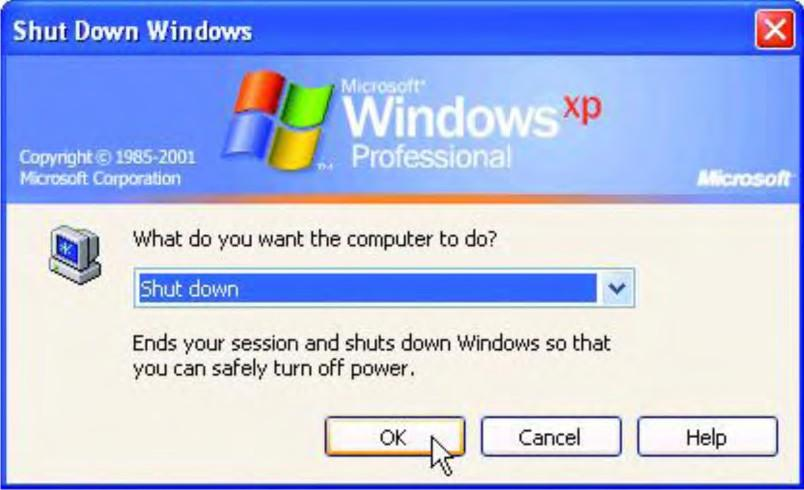 Shut Down Windows
Microsoft®
Windows xp
Professional
Copyright © 1985-2001
Microsoft Corporation
Microsoft
What do you want the computer to do?
Shut down
Ends your session and shuts down Windows so that
you can safely turn off power.
OK Cancel Help